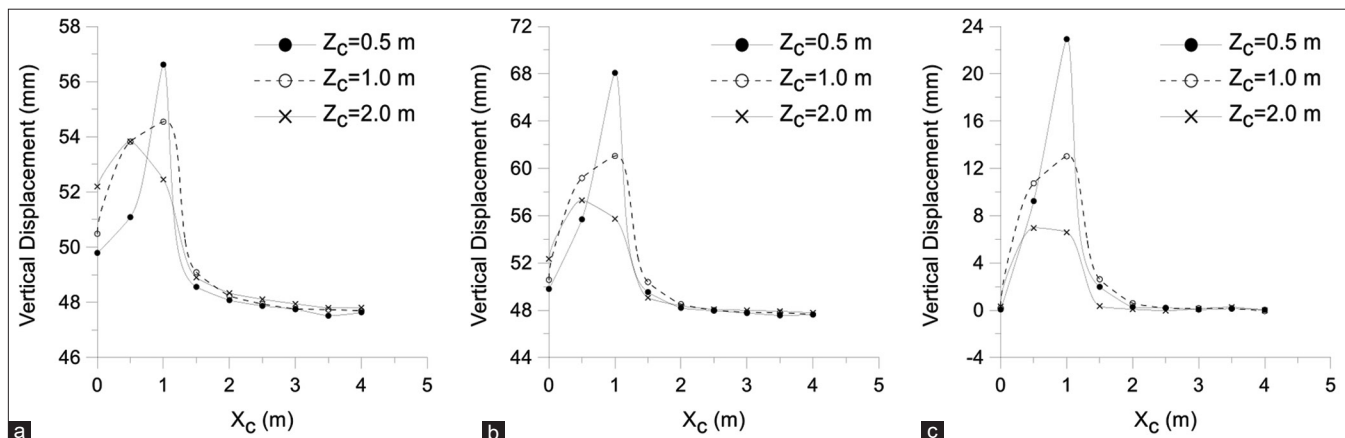 58
56
54
52
50
48
46
Vertical Displacement (mm)
Zc=0.5 m
Zc=1.0 m
Zc=2.0 m
0 1 2 3 4 5
Xc (m)
a
72
68
64
60
56
52
48
44
Vertical Displacement (mm)
Zc=0.5 m
Zc=1.0 m
Zc=2.0 m
0 1 2 3 4 5
Xc (m)
b
24
20
16
12
8
4
0
-4
Vertical Displacement (mm)
Zc=0.5 m
Zc=1.0 m
Zc=2.0 m
0 1 2 3 4 5
Xc (m)
c